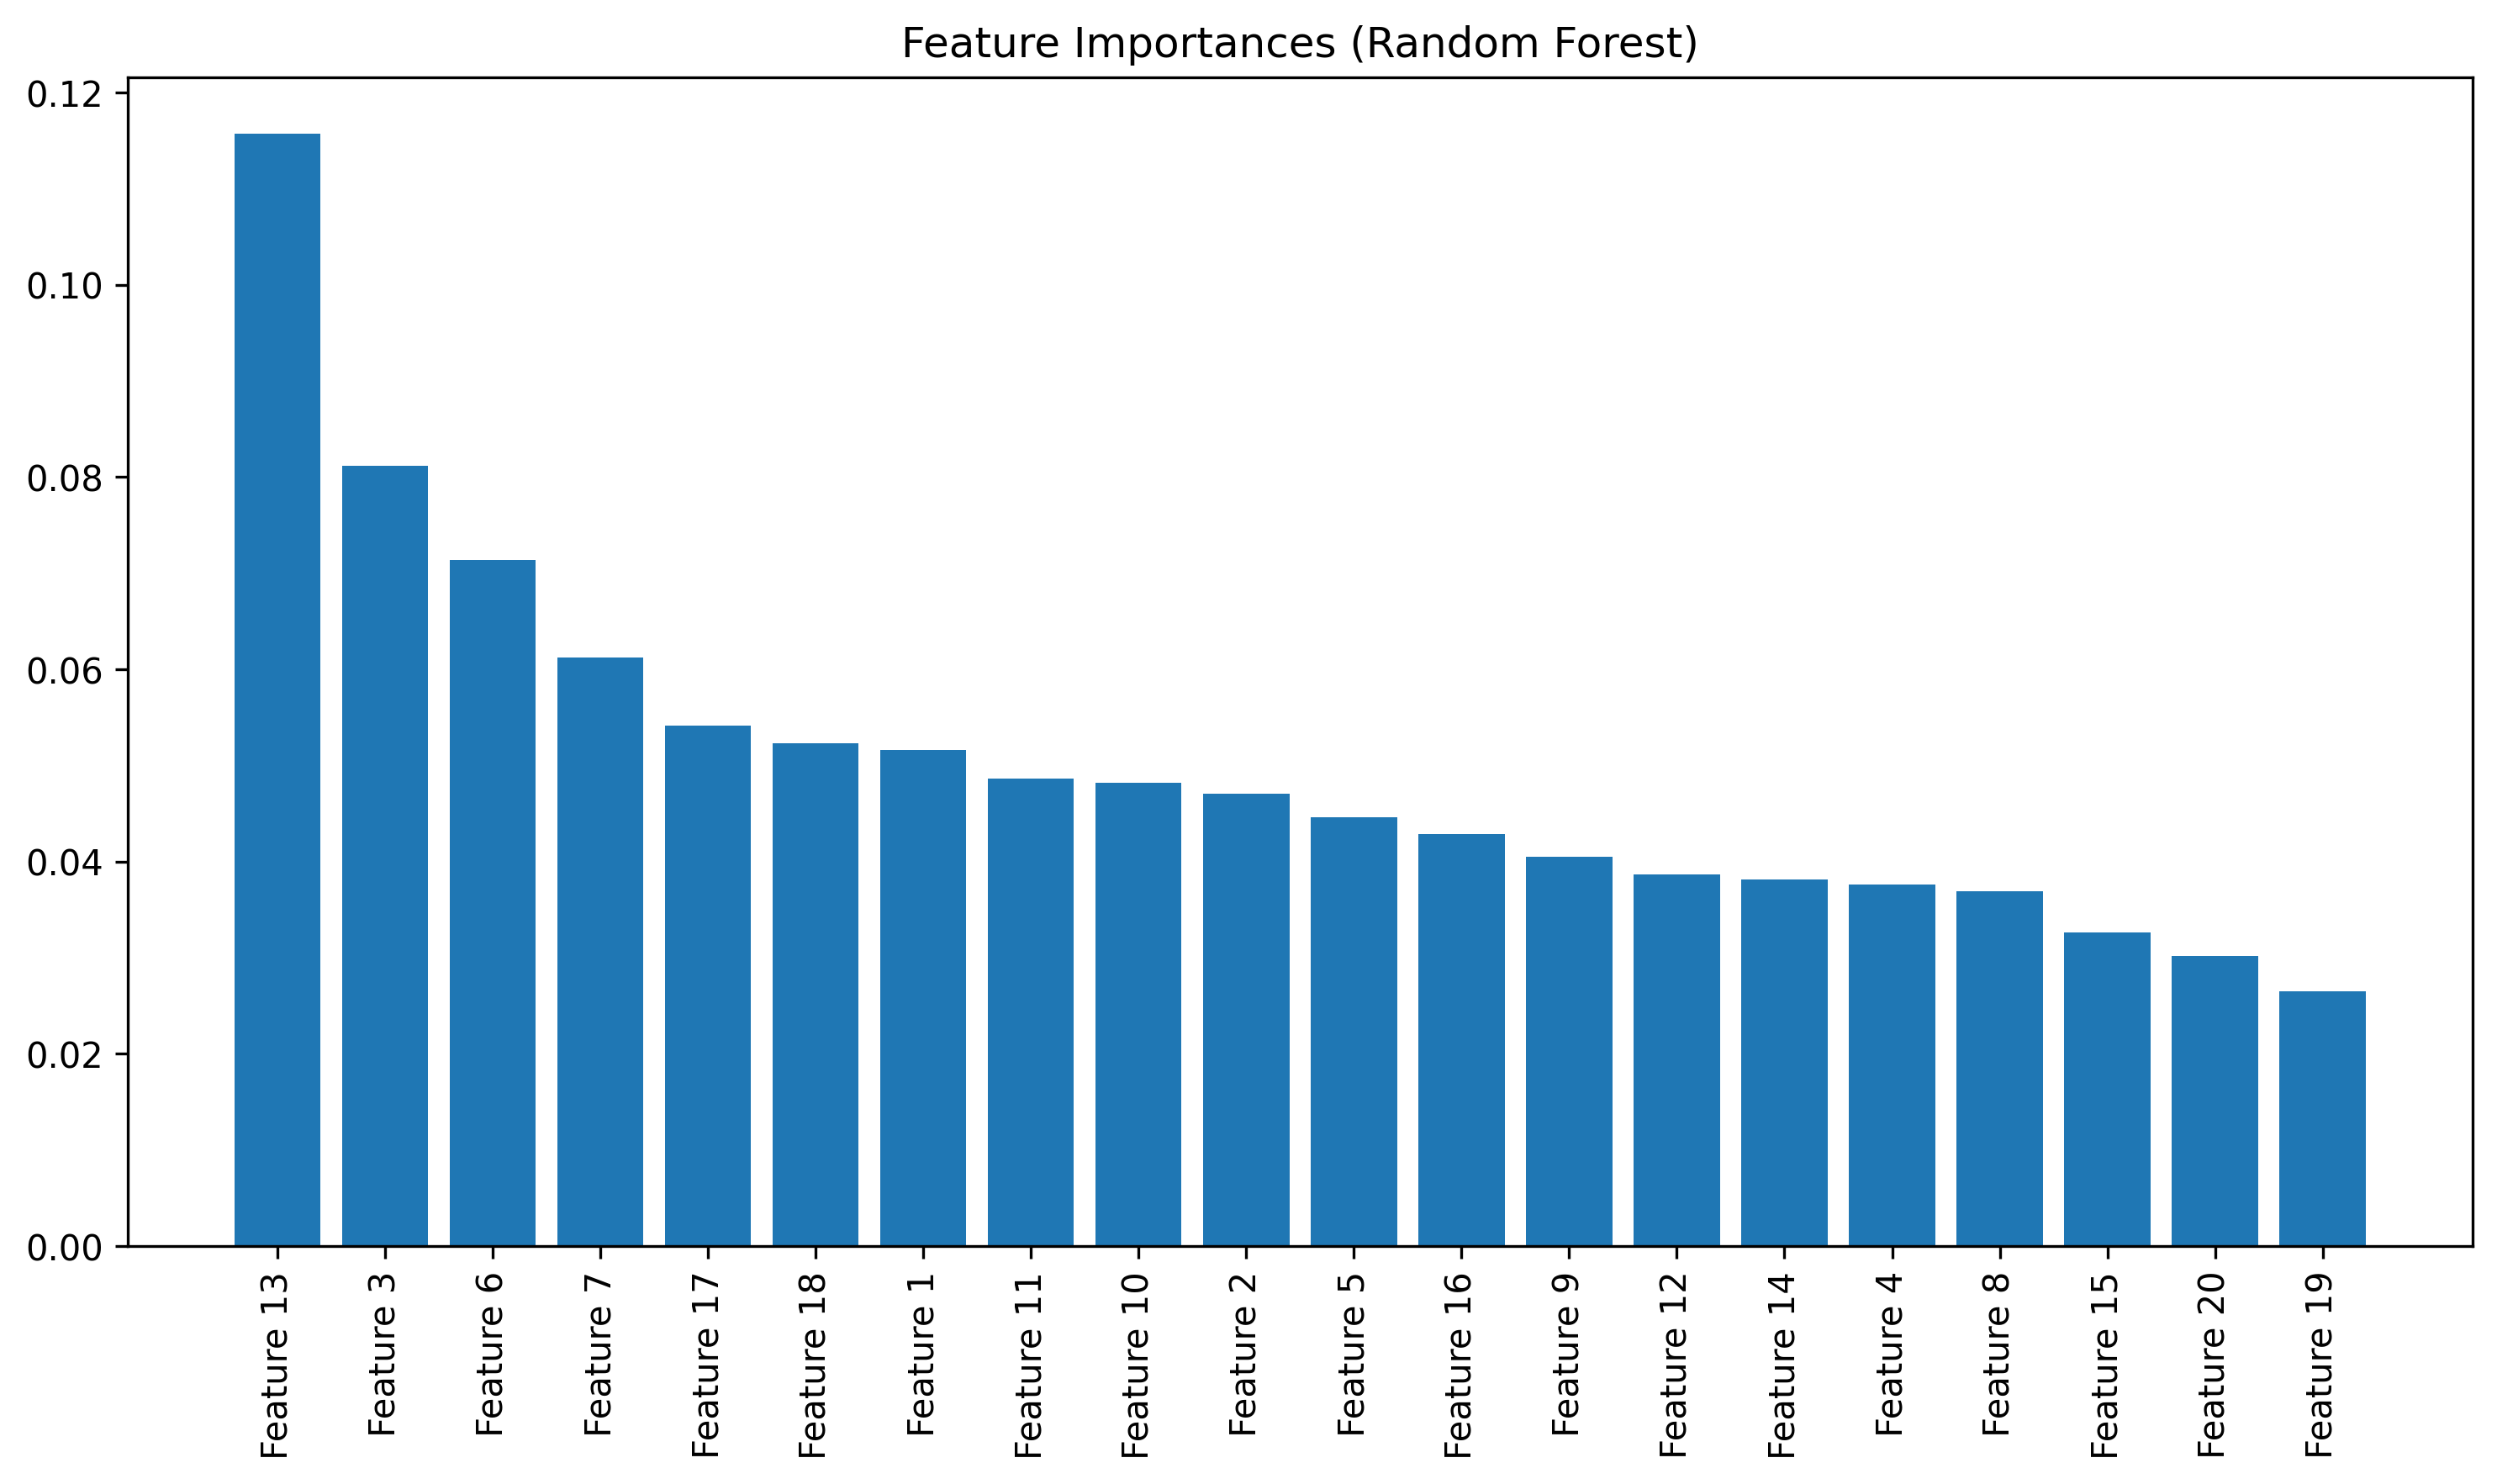 Feature Importances (Random Forest)
0.12
0.10
0.08
0.06
0.04
0.02
0.00
Feature 13
Feature 3
Feature 6
Feature 7
Feature 17
Feature 18
Feature 1
Feature 11
Feature 10
Feature 2
Feature 5
Feature 16
Feature 9
Feature 12
Feature 14
Feature 4
Feature 8
Feature 15
Feature 20
Feature 19